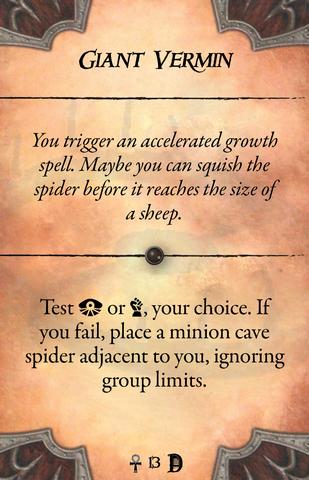 Giant Vermin
You trigger an accelerated growth
spell. Maybe you can squish the
spider before it reaches the size of
a sheep.
Test or , your choice. If
you fail, place a minion cave
spider adjacent to you, ignoring
group limits.
13 D